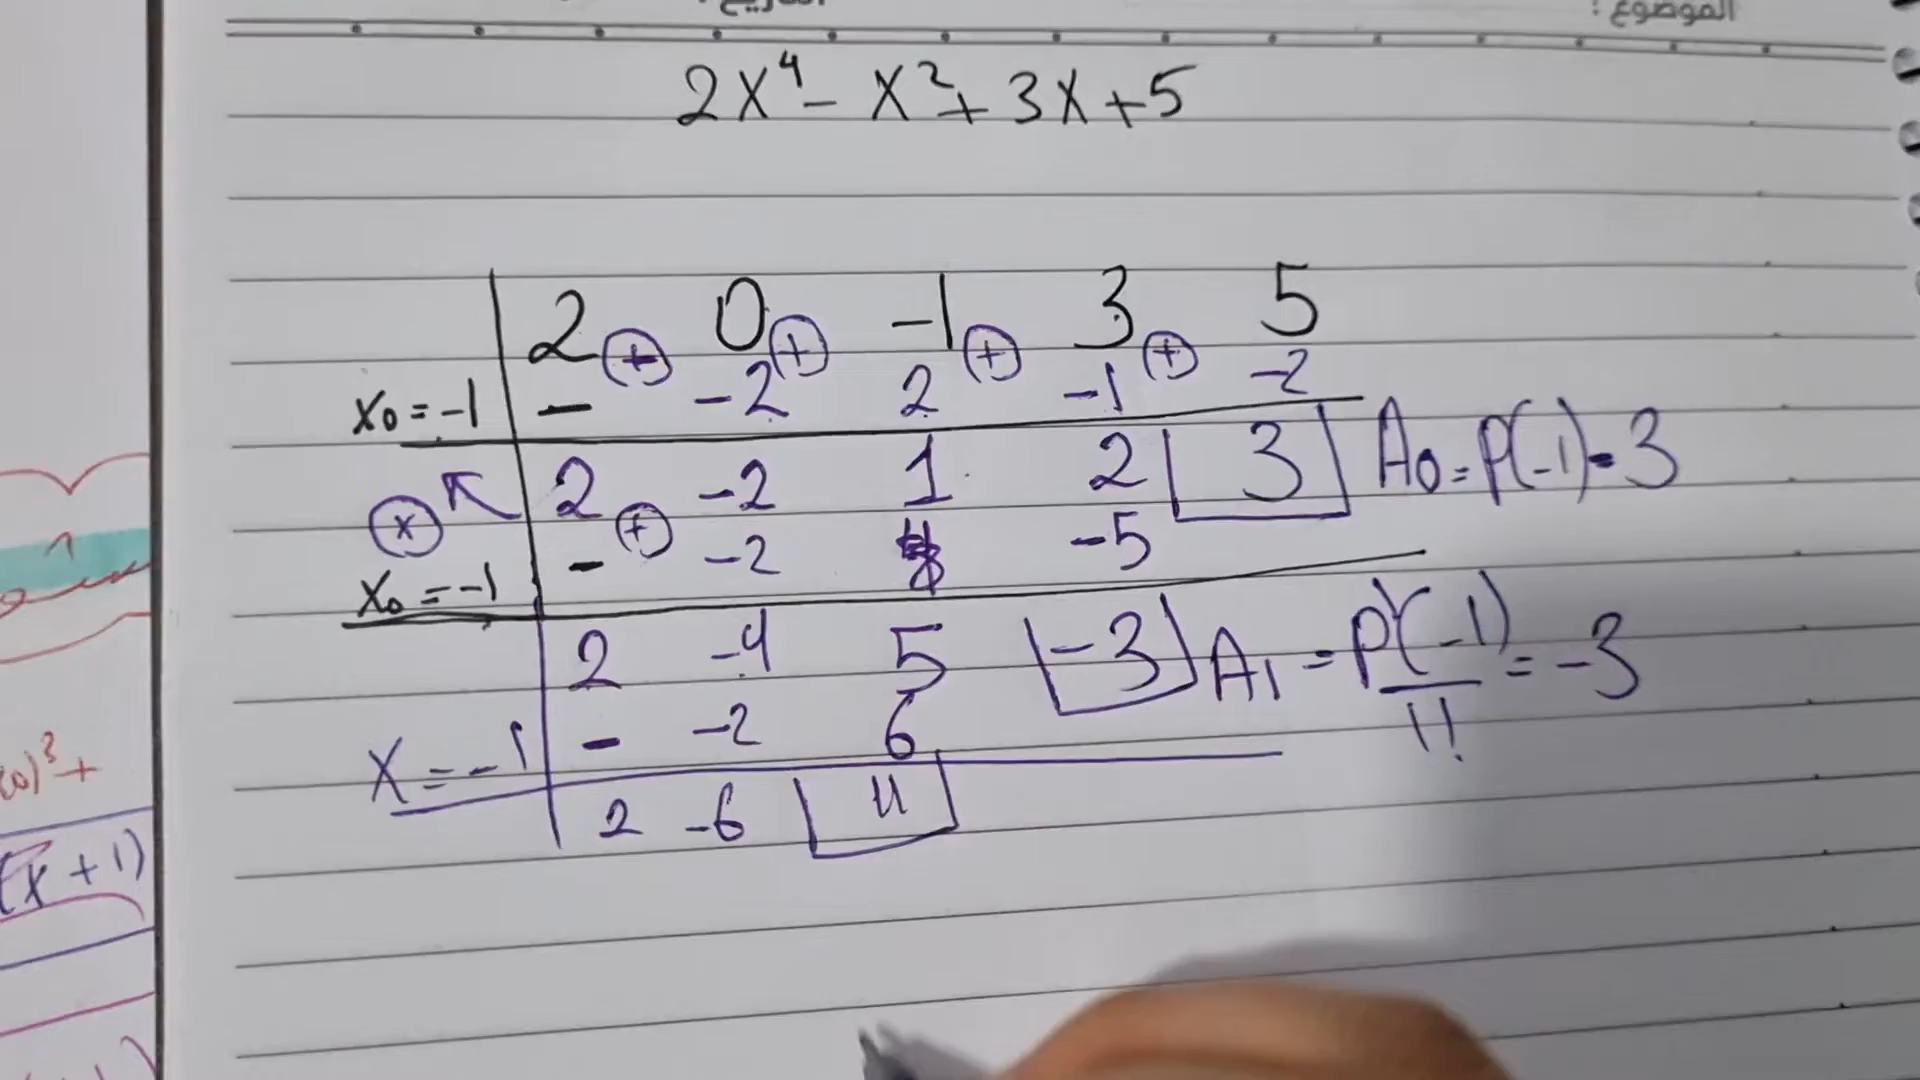 التاريخ :
الموضوع :
2x⁴ - x² + 3x + 5
2 + 0 + -1 + 3 + 5
x₀ = -1 - -2 2 -1 -2
2 -2 1 2 3 A₀ = P(-1) = 3
× +
x₀ = -1 - -2 -5
2 -4 5 -3 A₁ = P'(-1)/1! = -3
x = -1 - -2 6
2 -6 11
)³ +
(x + 1)